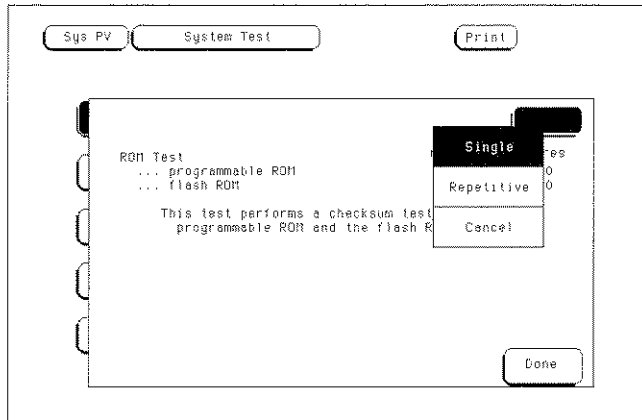 Sys PV System Test Print
ROM Test
... programmable ROM 0
... flash ROM 0
This test performs a checksum test
programmable ROM and the flash R
Single
Repetitive
Cancel
Done